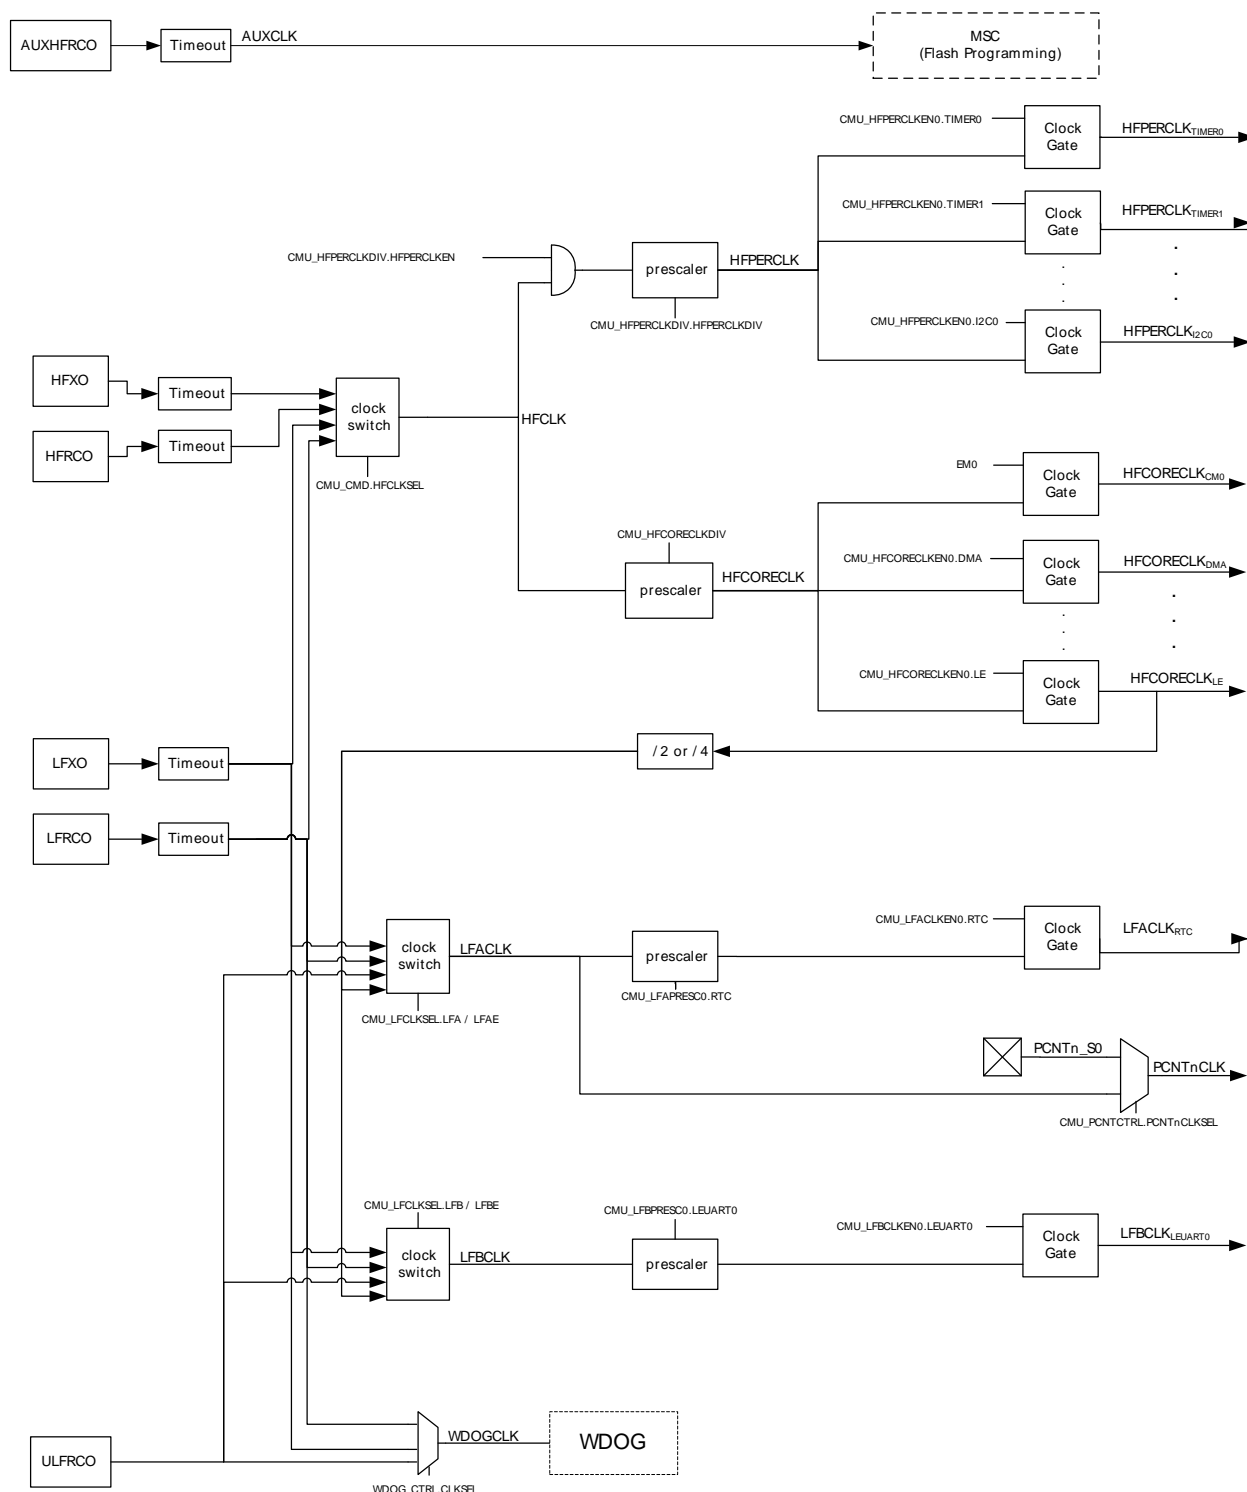 AUXHFRCO
Timeout
AUXCLK
MSC
(Flash Programming)
CMU_HFPERCLKEN0.TIMER0
Clock
Gate
HFPERCLKTIMER0
CMU_HFPERCLKEN0.TIMER1
Clock
Gate
HFPERCLKTIMER1
CMU_HFPERCLKDIV.HFPERCLKEN
prescaler
HFPERCLK
CMU_HFPERCLKDIV.HFPERCLKDIV
CMU_HFPERCLKEN0.I2C0
Clock
Gate
HFPERCLKI2C0
HFXO
Timeout
HFRCO
Timeout
clock
switch
CMU_CMD.HFCLKSEL
HFCLK
EM0
Clock
Gate
HFCORECLKCM0
CMU_HFCORECLKDIV
prescaler
HFCORECLK
CMU_HFCORECLKEN0.DMA
Clock
Gate
HFCORECLKDMA
CMU_HFCORECLKEN0.LE
Clock
Gate
HFCORECLKLE
/ 2 or / 4
LFXO
Timeout
LFRCO
Timeout
clock
switch
LFACLK
CMU_LFCLKSEL.LFA / LFAE
prescaler
CMU_LFAPRESC0.RTC
CMU_LFACLKEN0.RTC
Clock
Gate
LFACLKRTC
PCNTn_S0
PCNTnCLK
CMU_PCNTCTRL.PCNTnCLKSEL
CMU_LFCLKSEL.LFB / LFBE
clock
switch
LFBCLK
CMU_LFBPRESC0.LEUART0
prescaler
CMU_LFBCLKEN0.LEUART0
Clock
Gate
LFBCLKLEUART0
ULFRCO
WDOGCLK
WDOG
WDOG_CTRL.CLKSEL